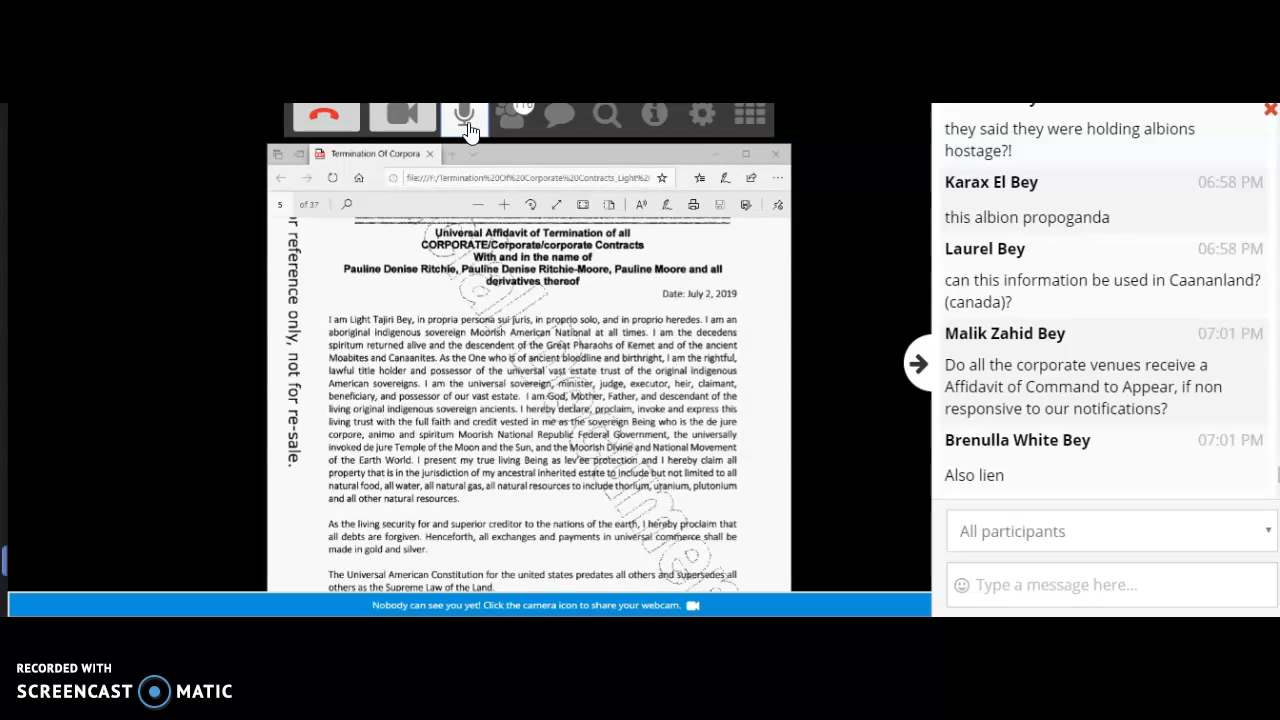 Termination Of Corpora
file:///F:/Termination%20Of%20Corporate%20Contracts_Light%2
5 of 37
or reference only, not for re-sale.
Universal Affidavit of Termination of all
CORPORATE/Corporate/corporate Contracts
With and in the name of
Pauline Denise Ritchie, Pauline Denise Ritchie-Moore, Pauline Moore and all
derivatives thereof
Date: July 2, 2019
I am Light Tajiri Bey, in propria persona sui juris, in proprio solo, and in proprio heredes. I am an
aboriginal indigenous sovereign Moorish American National at all times. I am the decedens
spiritum returned alive and the descendent of the Great Pharaohs of Kemet and of the ancient
Moabites and Canaanites. As the One who is of ancient bloodline and birthright, I am the rightful,
lawful title holder and possessor of the universal vast estate trust of the original indigenous
American sovereigns. I am the universal sovereign, minister, judge, executor, heir, claimant,
beneficiary, and possessor of our vast estate. I am God, Mother, Father, and descendant of the
living original indigenous sovereign ancients. I hereby declare, proclaim, invoke and express this
living trust with the full faith and credit vested in me as the sovereign Being who is the de jure
corpore, animo and spiritum Moorish National Republic Federal Government, the universally
invoked de jure Temple of the Moon and the Sun, and the Moorish Divine and National Movement
of the Earth World. I present my true living Being as levée protection and I hereby claim all
property that is in the jurisdiction of my ancestral inherited estate to include but not limited to all
natural food, all water, all natural gas, all natural resources to include thorium, uranium, plutonium
and all other natural resources.
As the living security for and superior creditor to the nations of the earth, I hereby proclaim that
all debts are forgiven. Henceforth, all exchanges and payments in universal commerce shall be
made in gold and silver.
The Universal American Constitution for the united states predates all others and supersedes all
others as the Supreme Law of the Land.
Nobody can see you yet! Click the camera icon to share your webcam.
they said they were holding albions
hostage?!
Karax El Bey 06:58 PM
this albion propoganda
Laurel Bey 06:58 PM
can this information be used in Caananland?
(canada)?
Malik Zahid Bey 07:01 PM
Do all the corporate venues receive a
Affidavit of Command to Appear, if non
responsive to our notifications?
Brenulla White Bey 07:01 PM
Also lien
All participants
Type a message here...
RECORDED WITH
SCREENCAST MATIC